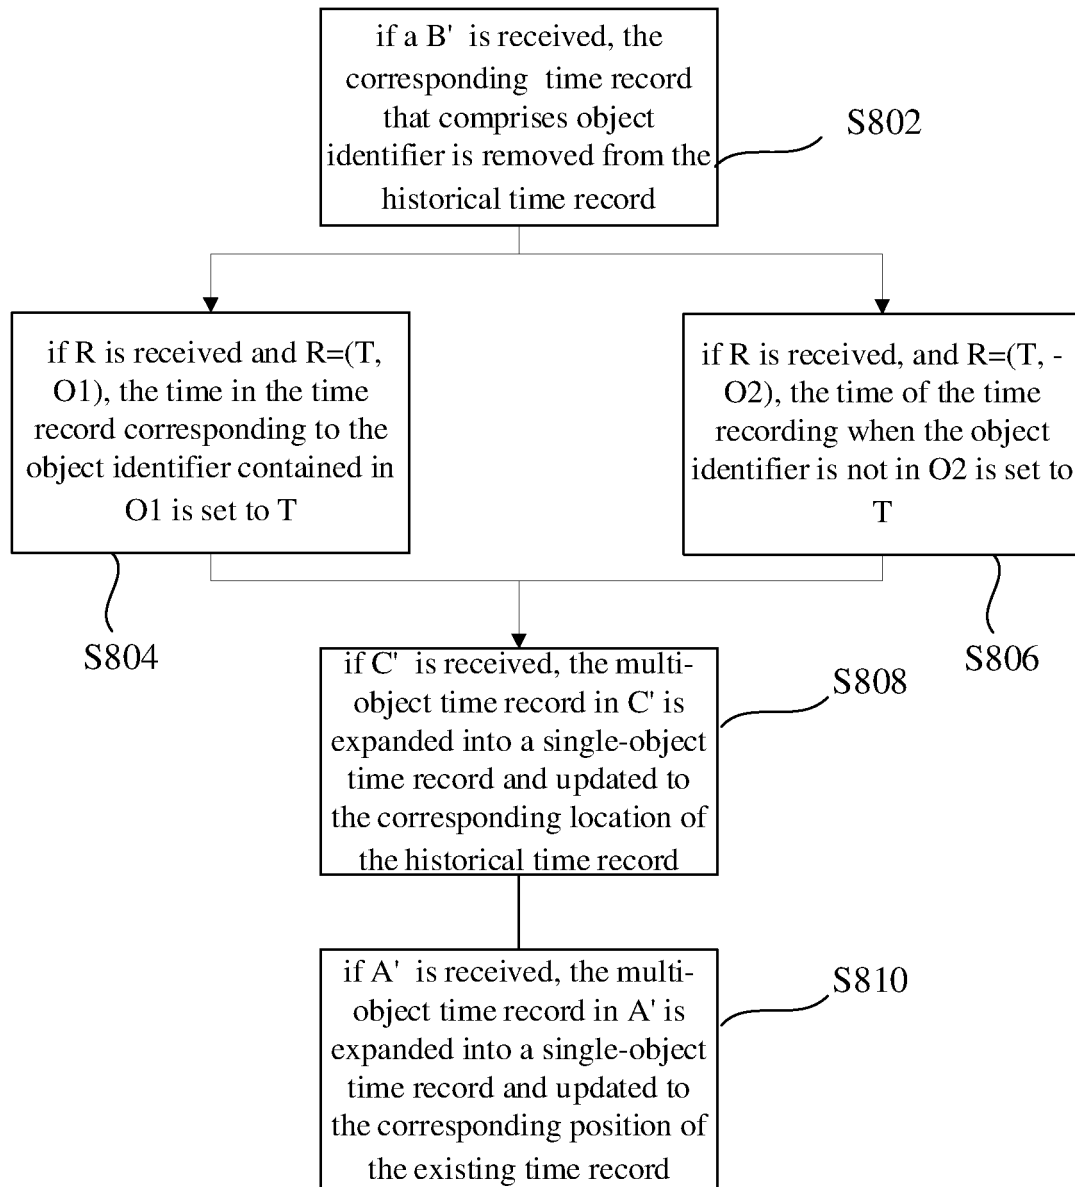 if a B' is received, the
corresponding time record
that comprises object
identifier is removed from the
historical time record
S802
if R is received and R=(T,
O1), the time in the time
record corresponding to the
object identifier contained in
O1 is set to T
S804
if R is received, and R=(T, -
O2), the time of the time
recording when the object
identifier is not in O2 is set to
T
S806
if C' is received, the multi-
object time record in C' is
expanded into a single-object
time record and updated to
the corresponding location of
the historical time record
S808
if A' is received, the multi-
object time record in A' is
expanded into a single-object
time record and updated to
the corresponding position of
the existing time record
S810